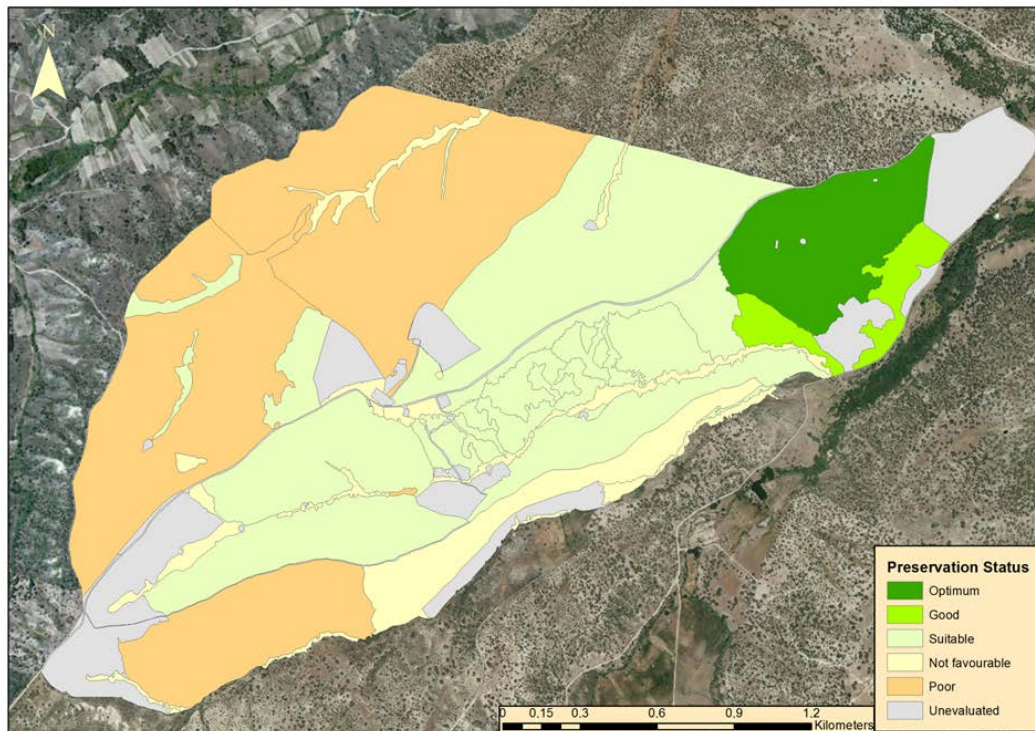 N
Preservation Status
Optimum
Good
Suitable
Not favourable
Poor
Unevaluated
0 0.15 0.3 0.6 0.9 1.2
Kilometers